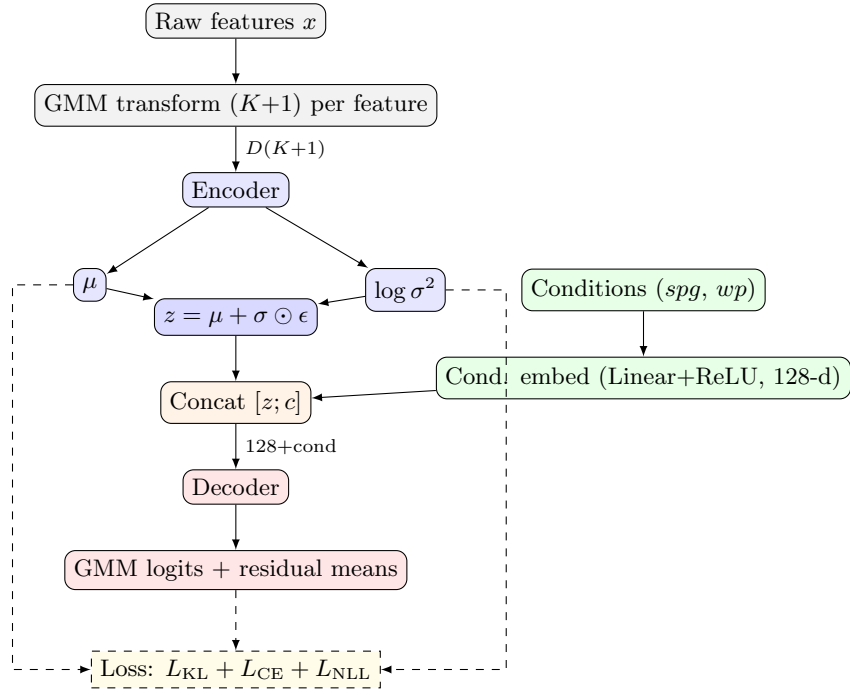 Raw features x
GMM transform (K+1) per feature
D(K+1)
Encoder
μ
log σ²
Conditions (spg, wp)
z = μ + σ ⊙ ϵ
Cond. embed (Linear+ReLU, 128-d)
Concat [z; c]
128+cond
Decoder
GMM logits + residual means
Loss: L_KL + L_CE + L_NLL